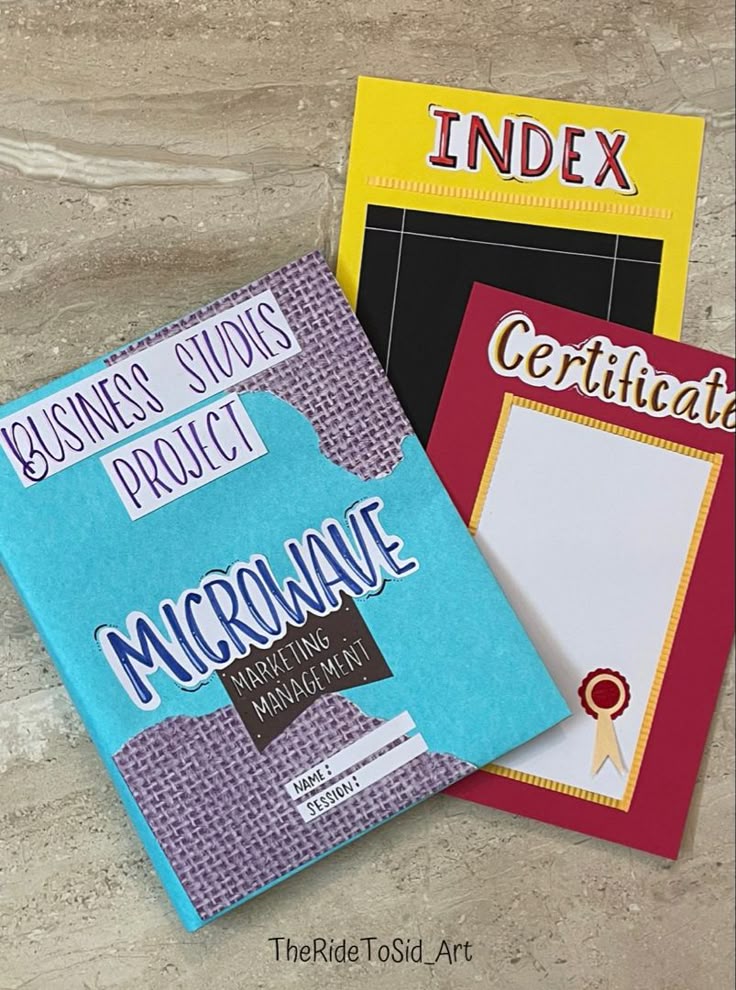 INDEX
Certificate
BUSINESS STUDIES
PROJECT
MICROWAVE
MARKETING
MANAGEMENT
NAME:
SESSION:
TheRideToSid_Art